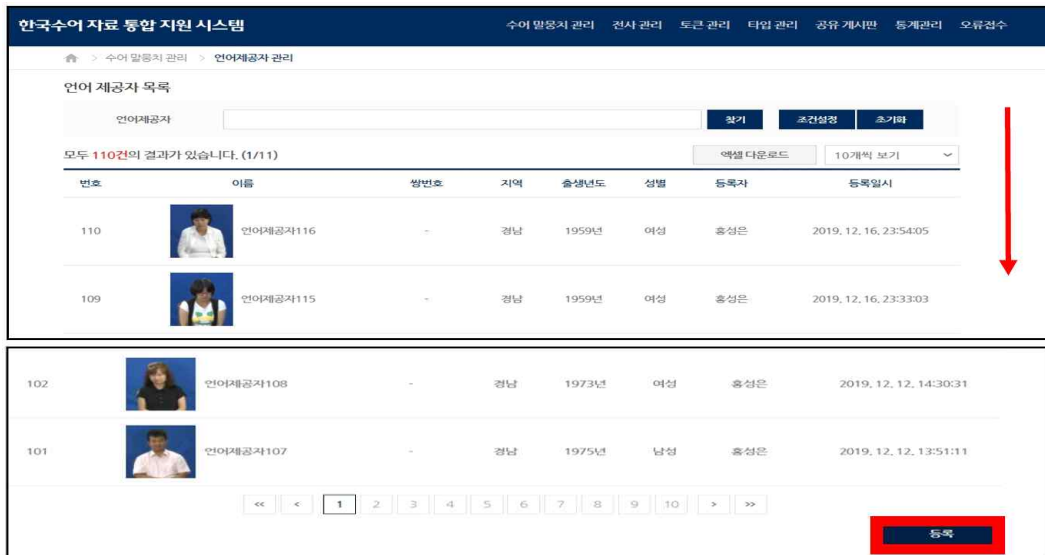 한국수어 자료 통합 지원 시스템 수어 말뭉치 관리 전사 관리 토큰 관리 타입 관리 공유 게시판 통계관리 오류접수
> 수어 말뭉치 관리 > 언어제공자 관리
언어 제공자 목록
언어제공자 찾기 조건설정 초기화
모두 110건의 결과가 있습니다. (1/11) 엑셀 다운로드 10개씩 보기
번호 이름 쌍번호 지역 출생년도 성별 등록자 등록일시
110 언어제공자116 - 경남 1959년 여성 홍성은 2019, 12, 16, 23:54:05
109 언어제공자115 - 경남 1959년 여성 홍성은 2019, 12, 16, 23:33:03
102 언어제공자108 - 경남 1973년 여성 홍성은 2019, 12, 12, 14:30:31
101 언어제공자107 - 경남 1975년 남성 홍성은 2019, 12, 12, 13:51:11
<< < 1 2 3 4 5 6 7 8 9 10 > >>
등록